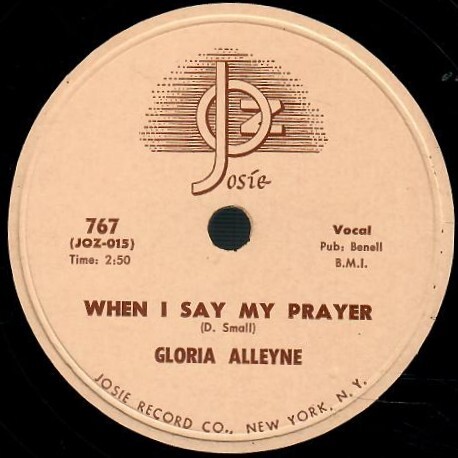 JOZ
Josie
767
(JOZ-015)
Time: 2:50
Vocal
Pub: Benell
B.M.I.
WHEN I SAY MY PRAYER
(D. Small)
GLORIA ALLEYNE
JOSIE RECORD CO., NEW YORK, N.Y.